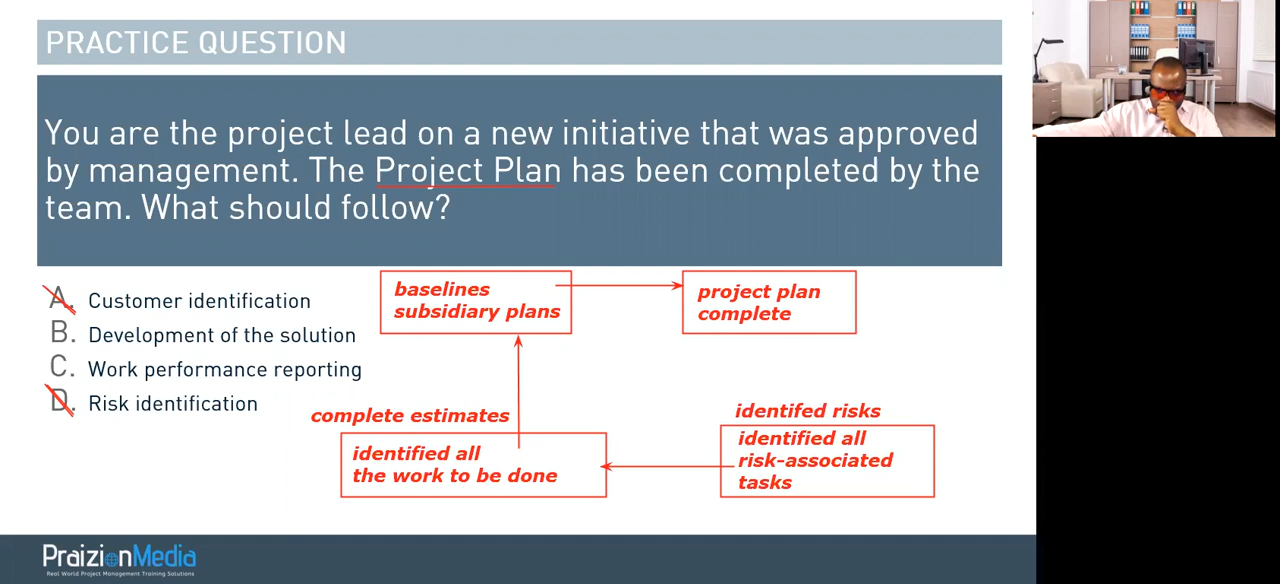 PRACTICE QUESTION
You are the project lead on a new initiative that was approved
by management. The Project Plan has been completed by the
team. What should follow?
A. Customer identification
B. Development of the solution
C. Work performance reporting
D. Risk identification
baselines
subsidiary plans
project plan
complete
complete estimates
identified all
the work to be done
identifed risks
identified all
risk-associated
tasks
PraizionMedia
Real World Project Management Training Solutions